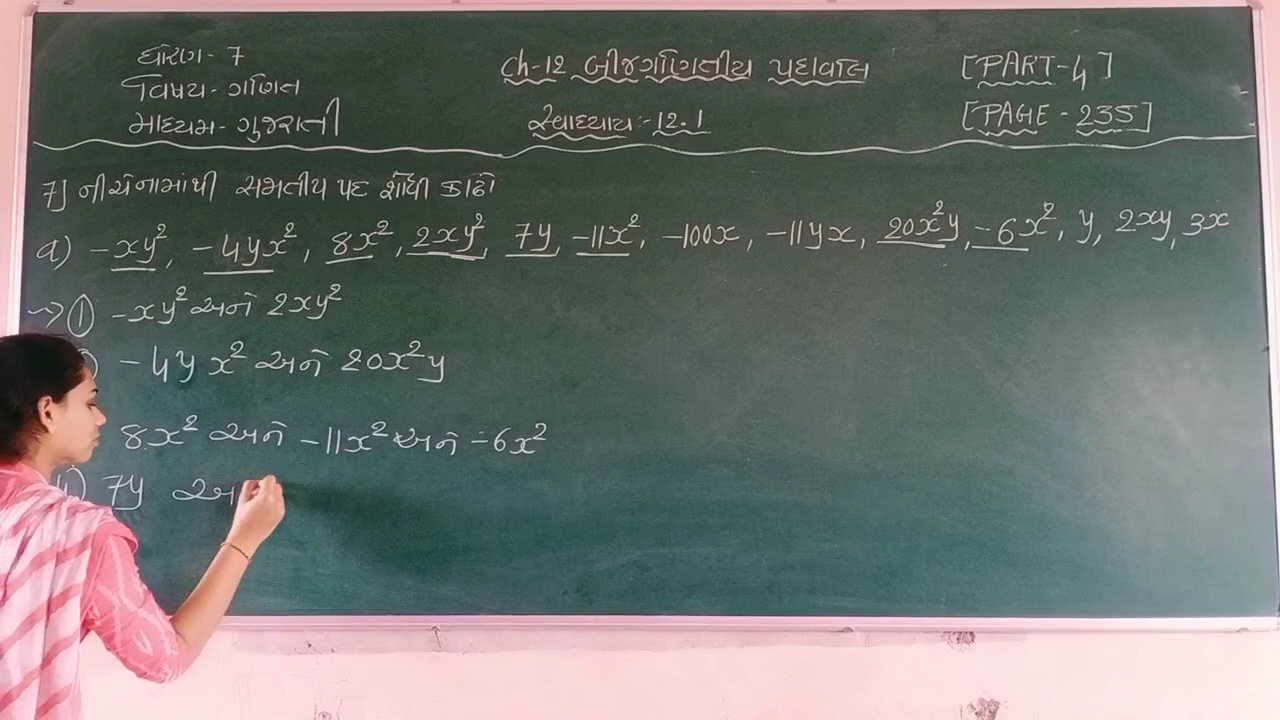 ધોરણ - 7
વિષય - ગણિત
માધ્યમ - ગુજરાતી
Ch-12 બીજગણિતીય પદાવલિ
સ્વાધ્યાય :- 12.1
[PART-4]
[PAGE - 235]
7] નીચેનામાંથી સજાતીય પદ શોધી કાઢો
a) -xy², -4yx², 8x², 2xy², 7y, -11x², -100x, -11yx, 20x²y, -6x², y, 2xy, 3x
→ ① -xy² અને 2xy²
-4yx² અને 20x²y
8x² અને -11x² અને -6x²
7y